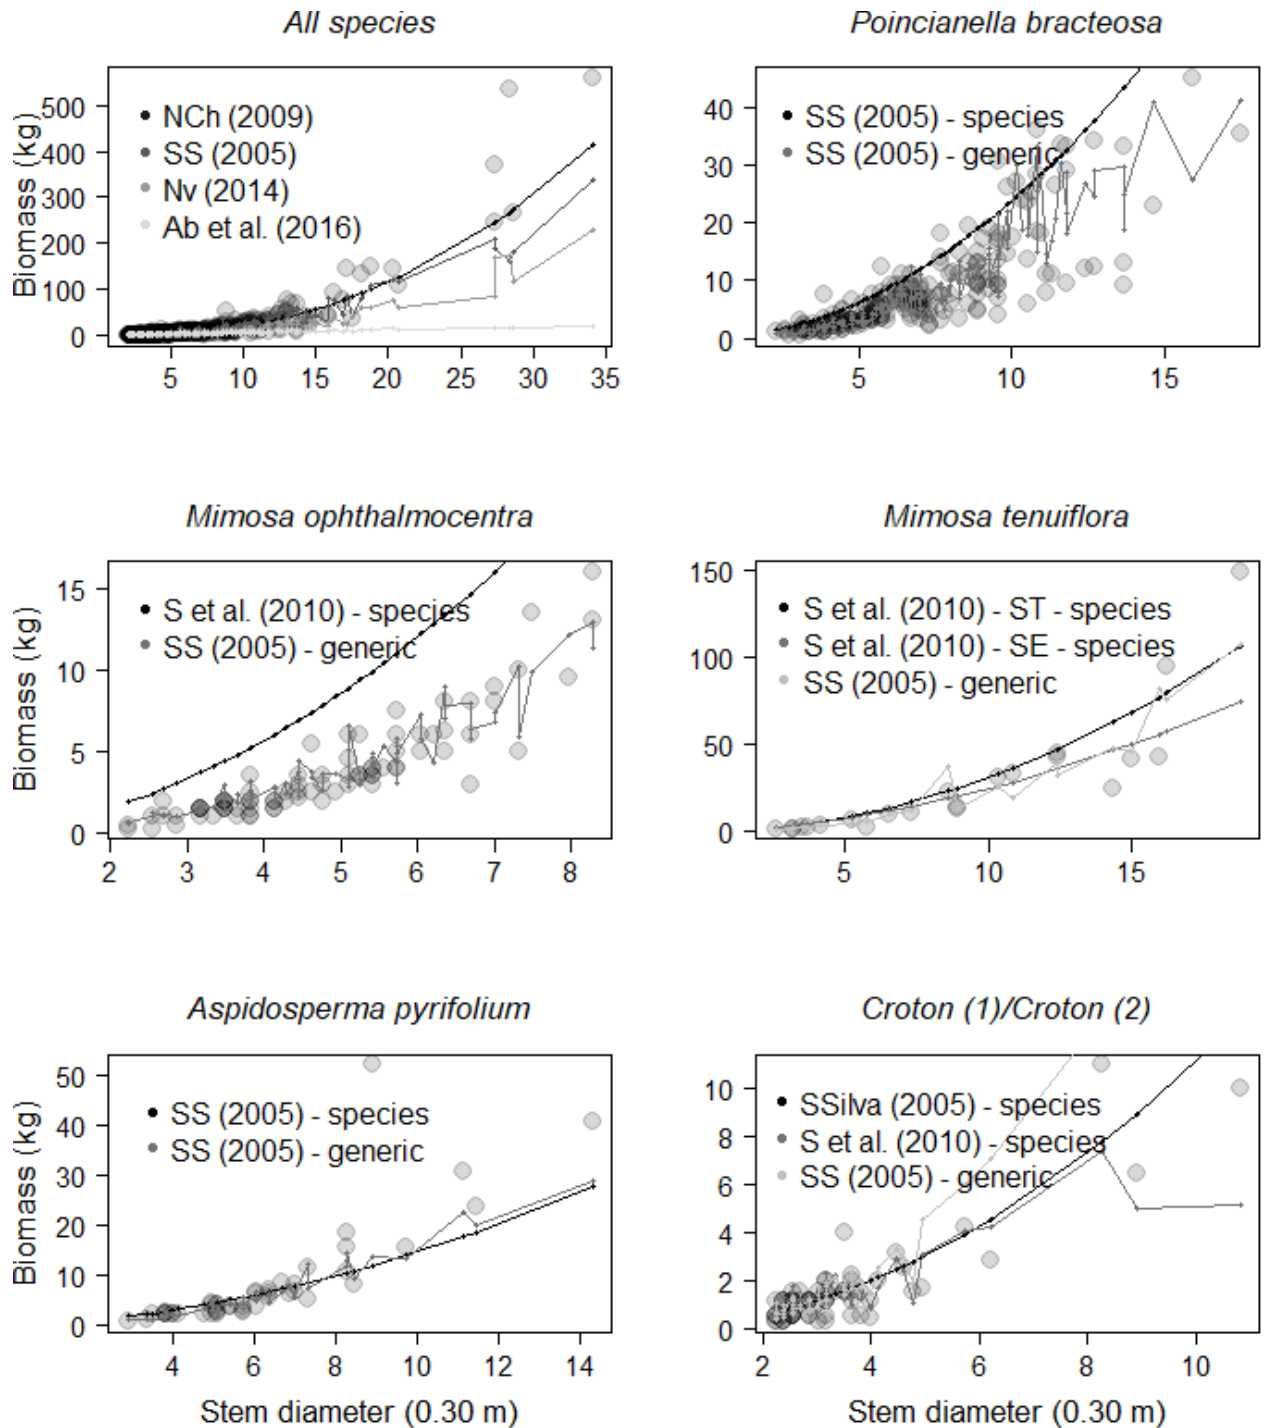 All species
Poincianella bracteosa
Biomass (kg)
500
400
300
200
100
0
NCh (2009)
SS (2005)
Nv (2014)
Ab et al. (2016)
5 10 15 20 25 30 35
40
30
20
10
0
SS (2005) - species
SS (2005) - generic
5 10 15
Mimosa ophthalmocentra
Mimosa tenuiflora
Biomass (kg)
15
10
5
0
S et al. (2010) - species
SS (2005) - generic
2 3 4 5 6 7 8
150
100
50
0
S et al. (2010) - ST - species
S et al. (2010) - SE - species
SS (2005) - generic
5 10 15
Aspidosperma pyrifolium
Croton (1)/Croton (2)
Biomass (kg)
50
40
30
20
10
0
SS (2005) - species
SS (2005) - generic
4 6 8 10 12 14
Stem diameter (0.30 m)
10
8
6
4
2
0
SSilva (2005) - species
S et al. (2010) - species
SS (2005) - generic
2 4 6 8 10
Stem diameter (0.30 m)